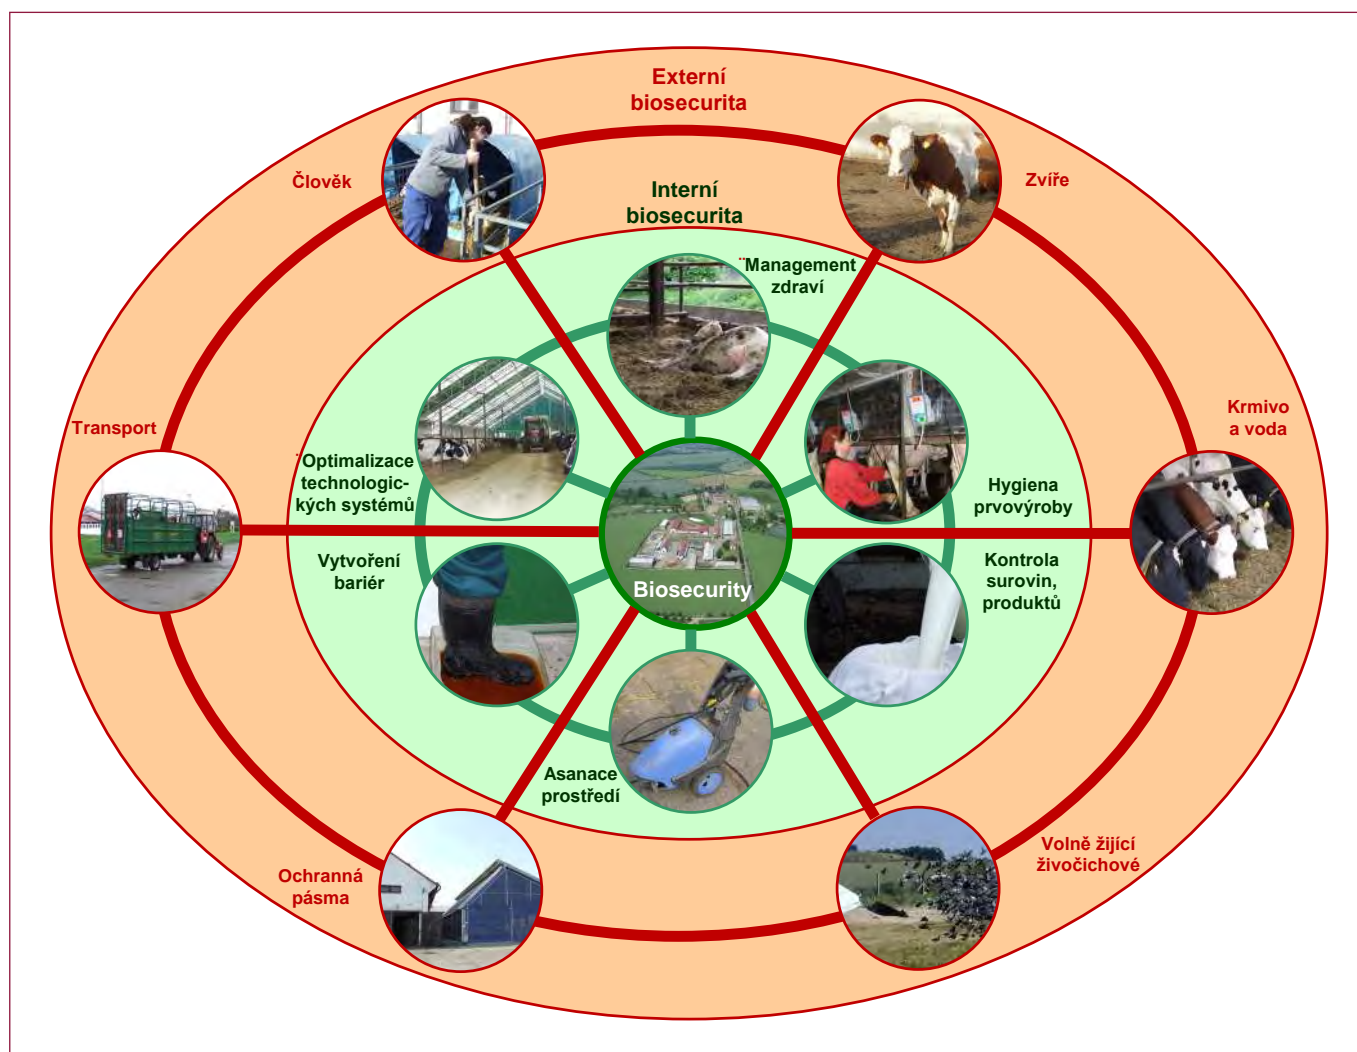 Externí
biosecurita
Člověk
Zvíře
Interní
biosecurita
¨Management
zdraví
Transport
Krmivo
a voda
¨Optimalizace
technologic-
kých systémů
Hygiena
prvovýroby
Vytvoření
bariér
Kontrola
surovin,
produktů
Biosecurity
Asanace
prostředí
Ochranná
pásma
Volně žijící
živočichové